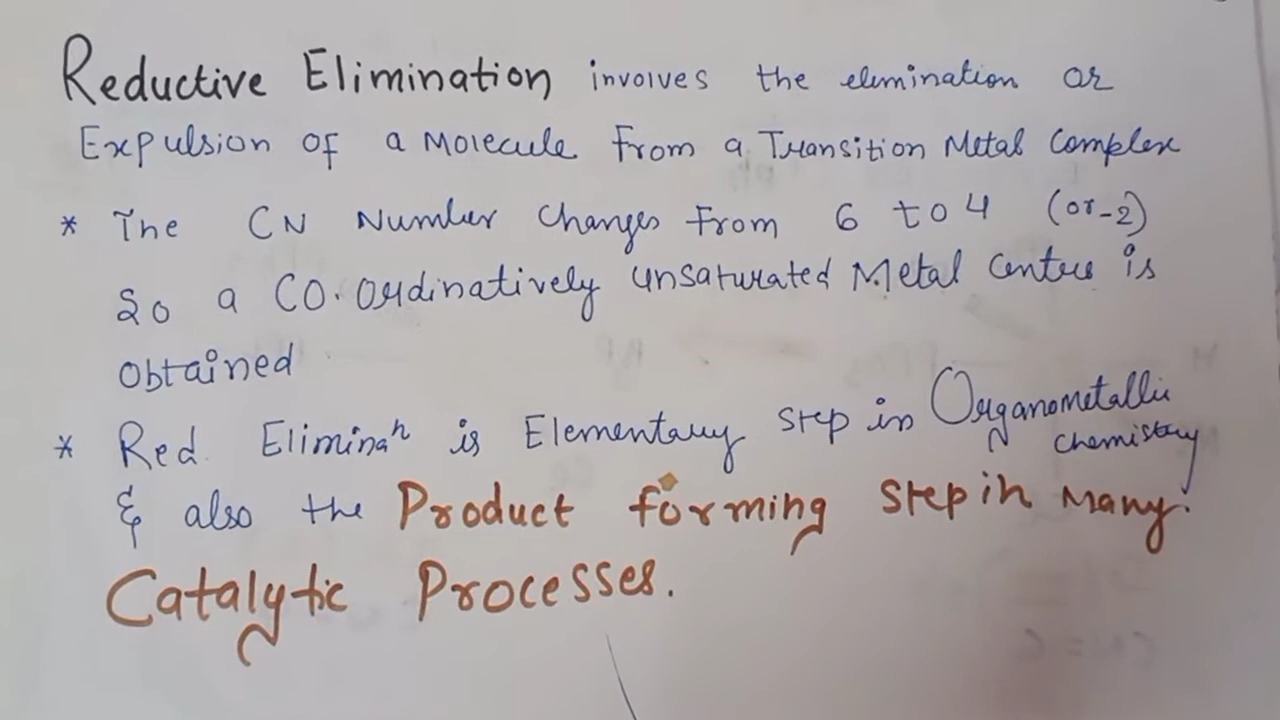 Reductive Elimination involves the elimination or
Expulsion of a Molecule From a Transition Metal Complex
* The CN Number Changes From 6 to 4 (or -2)
So a CO.Ordinatively Unsaturated Metal Centre is
Obtained
* Red. Eliminaⁿ is Elementary step in Organometallic
chemistry
& also the Product forming step in Many
Catalytic Processes.